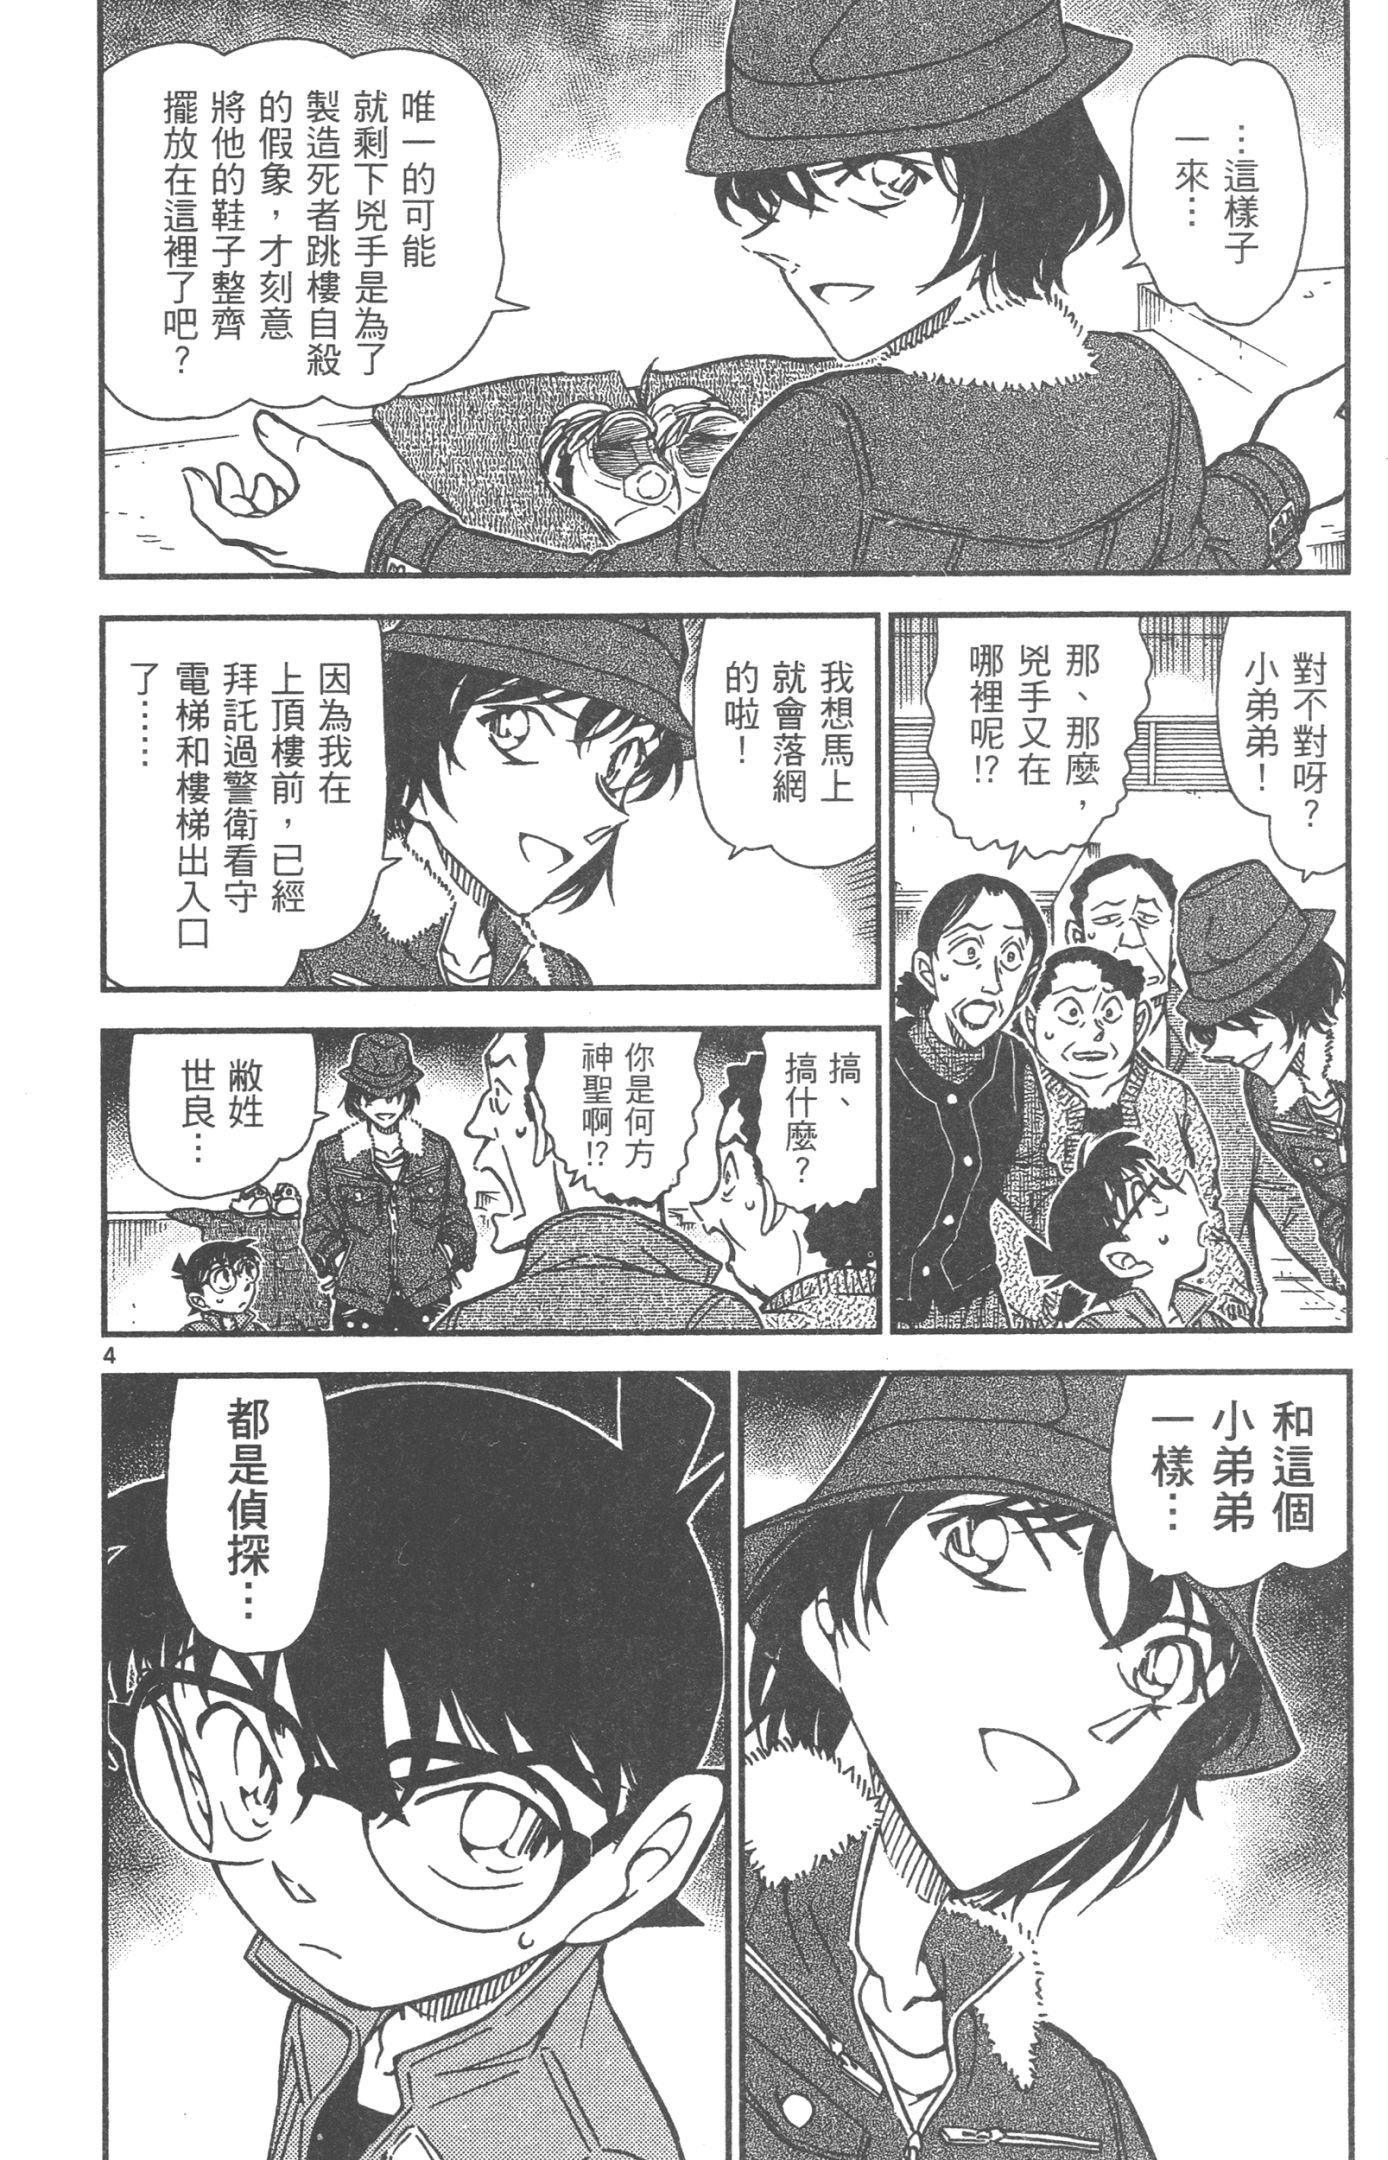 …這樣子
一來…
唯一的可能
就剩下兇手是為了
製造死者跳樓自殺
的假象，才刻意
將他的鞋子整齊
擺放在這裡了吧？
對不對呀？
小弟弟！
那、那麼，
兇手又在
哪裡呢!?
我想馬上
就會落網
的啦！
因為我在
上頂樓前，已經
拜託過警衛看守
電梯和樓梯出入口
了……
搞、
搞什麼？
你是何方
神聖啊!?
敝姓
世良…
4
和這個
小弟弟
一樣…
都是偵探…